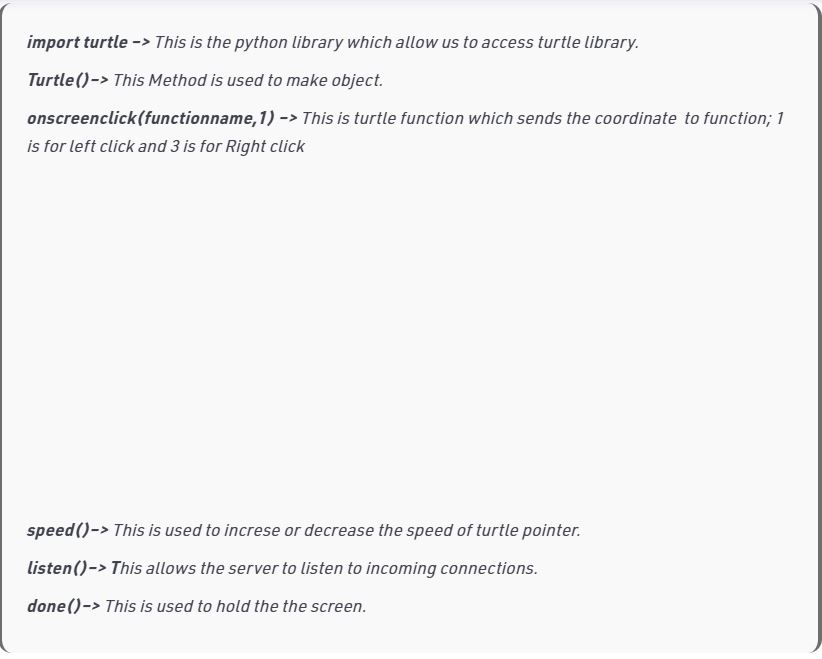 import turtle –> This is the python library which allow us to access turtle library.
Turtle()–> This Method is used to make object.
onscreenclick(functionname,1) –> This is turtle function which sends the coordinate  to function; 1
is for left click and 3 is for Right click
speed()–> This is used to increse or decrease the speed of turtle pointer.
listen()–> This allows the server to listen to incoming connections.
done()–> This is used to hold the the screen.